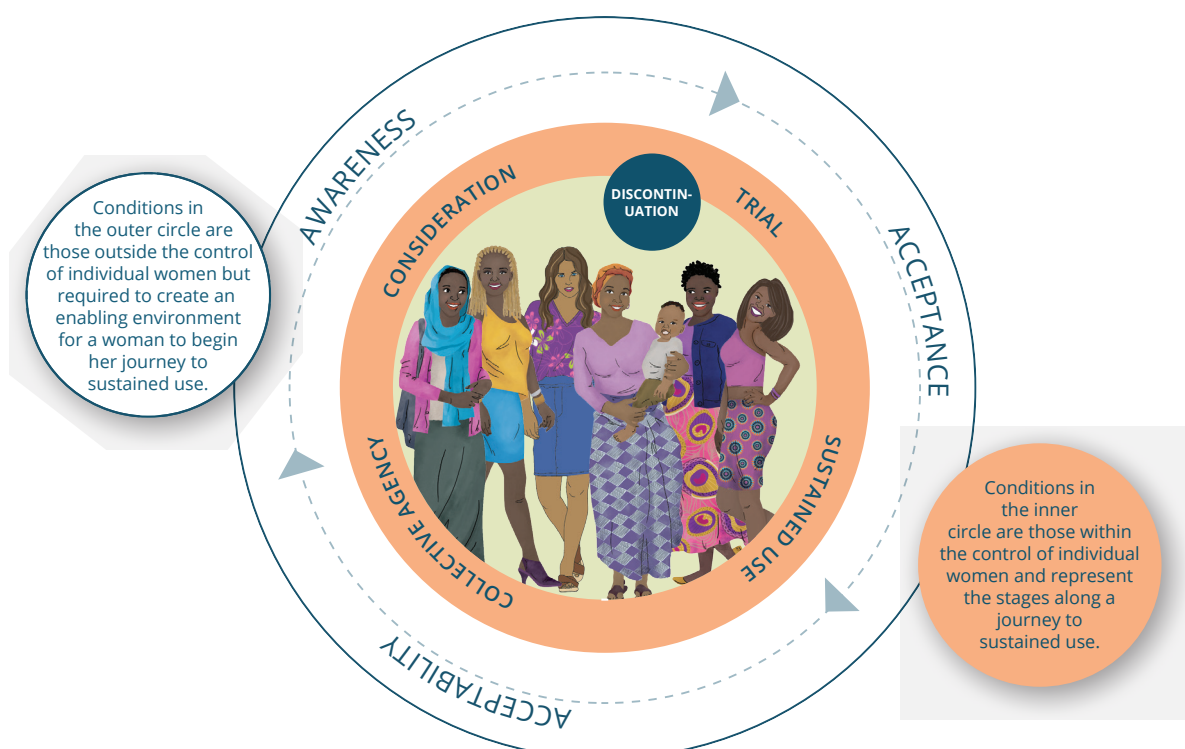 AWARENESS
ACCEPTANCE
ACCEPTABILITY
CONSIDERATION
DISCONTIN-
UATION
TRIAL
SUSTAINED USE
COLLECTIVE AGENCY
Conditions in
the outer circle are
those outside the control
of individual women but
required to create an
enabling environment
for a woman to begin
her journey to
sustained use.
Conditions in
the inner
circle are those within
the control of individual
women and represent
the stages along a
journey to
sustained use.